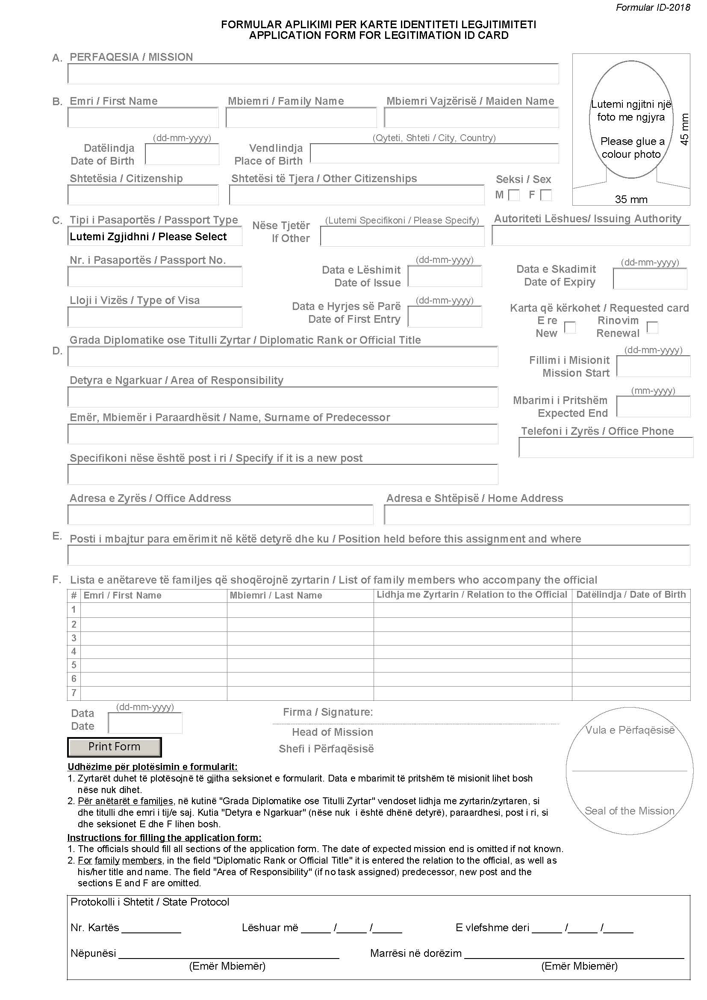 Formular ID-2018
FORMULAR APLIKIMI PER KARTE IDENTITETI LEGJITIMITETI
APPLICATION FORM FOR LEGITIMATION ID CARD
A. PERFAQESIA / MISSION
B. Emri / First Name Mbiemri / Family Name Mbiemri Vajzërisë / Maiden Name
Lutemi ngjitni një
foto me ngjyra
Please glue a
colour photo
45 mm
35 mm
(dd-mm-yyyy) (Qyteti, Shteti / City, Country)
Datëlindja Vendlindja
Date of Birth Place of Birth
Shtetësia / Citizenship Shtetësi të Tjera / Other Citizenships Seksi / Sex
M F
C. Tipi i Pasaportës / Passport Type Nëse Tjetër (Lutemi Specifikoni / Please Specify) Autoriteti Lëshues/ Issuing Authority
Lutemi Zgjidhni / Please Select If Other
Nr. i Pasaportës / Passport No. (dd-mm-yyyy) (dd-mm-yyyy)
Data e Lëshimit Data e Skadimit
Date of Issue Date of Expiry
Lloji i Vizës / Type of Visa (dd-mm-yyyy)
Data e Hyrjes së Parë Karta që kërkohet / Requested card
Date of First Entry E re Rinovim
New Renewal
Grada Diplomatike ose Titulli Zyrtar / Diplomatic Rank or Official Title
D. (dd-mm-yyyy)
Fillimi i Misionit
Mission Start
Detyra e Ngarkuar / Area of Responsibility
(mm-yyyy)
Mbarimi i Pritshëm
Expected End
Emër, Mbiemër i Paraardhësit / Name, Surname of Predecessor
Telefoni i Zyrës / Office Phone
Specifikoni nëse është post i ri / Specify if it is a new post
Adresa e Zyrës / Office Address Adresa e Shtëpisë / Home Address
E. Posti i mbajtur para emërimit në këtë detyrë dhe ku / Position held before this assignment and where
F. Lista e anëtareve të familjes që shoqërojnë zyrtarin / List of family members who accompany the official
# Emri / First Name Mbiemri / Last Name Lidhja me Zyrtarin / Relation to the Official Datëlindja / Date of Birth
1
2
3
4
5
6
7
(dd-mm-yyyy)
Data Firma / Signature:
Date
Head of Mission
Shefi i Përfaqësisë
Print Form
Vula e Përfaqësisë
Seal of the Mission
Udhëzime për plotësimin e formularit:
1. Zyrtarët duhet të plotësojnë të gjitha seksionet e formularit. Data e mbarimit të pritshëm të misionit lihet bosh
nëse nuk dihet.
2. Për anëtarët e familjes, në kutinë "Grada Diplomatike ose Titulli Zyrtar" vendoset lidhja me zyrtarin/zyrtaren, si
dhe titulli dhe emri i tij/e saj. Kutia "Detyra e Ngarkuar" (nëse nuk i është dhënë detyrë), paraardhesi, post i ri, si
dhe seksionet E dhe F lihen bosh.
Instructions for filling the application form:
1. The officials should fill all sections of the application form. The date of expected mission end is omitted if not known.
2. For family members, in the field "Diplomatic Rank or Official Title" it is entered the relation to the official, as well as
his/her title and name. The field "Area of Responsibility" (if no task assigned) predecessor, new post and the
sections E and F are omitted.
Protokolli i Shtetit / State Protocol
Nr. Kartës __________ Lëshuar më _____ /_____ /_____ E vlefshme deri _____ /_____ /_____
Nëpunësi ____________________ Marrësi në dorëzim ____________________
(Emër Mbiemër) (Emër Mbiemër)